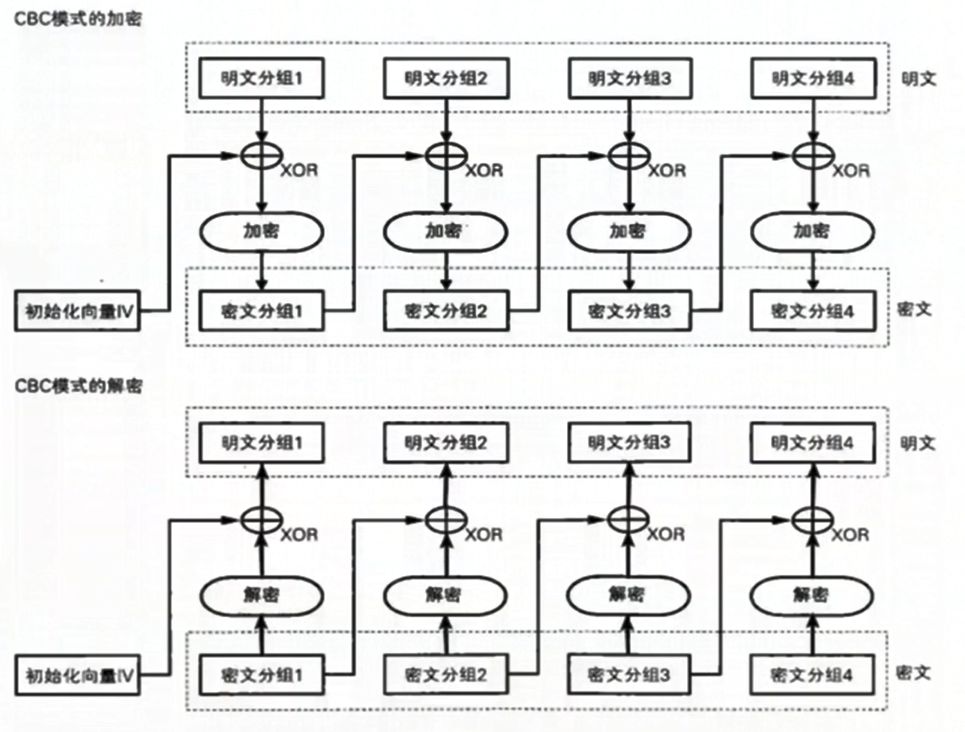 CBC模式的加密
明文分组1 明文分组2 明文分组3 明文分组4 明文
XOR XOR XOR XOR
加密 加密 加密 加密
初始化向量IV 密文分组1 密文分组2 密文分组3 密文分组4 密文
CBC模式的解密
明文分组1 明文分组2 明文分组3 明文分组4 明文
XOR XOR XOR XOR
解密 解密 解密 解密
初始化向量IV 密文分组1 密文分组2 密文分组3 密文分组4 密文